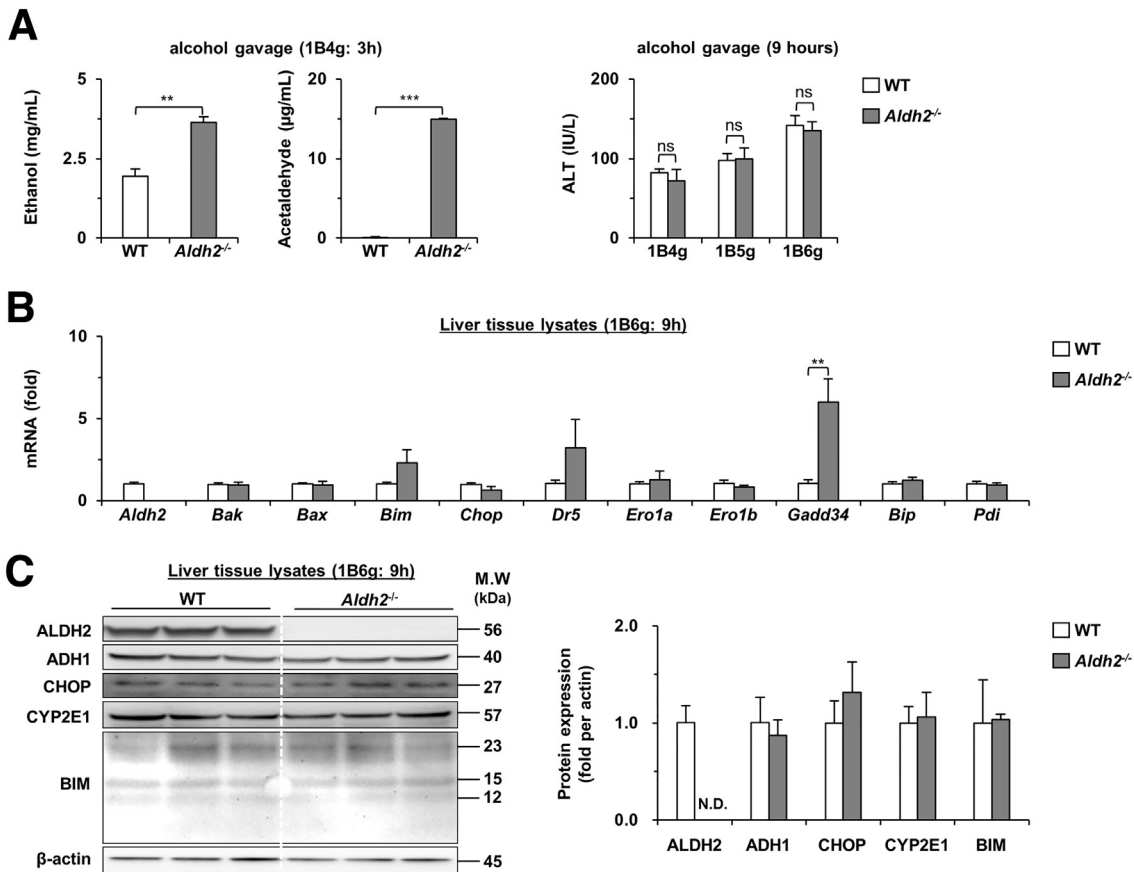 A
alcohol gavage (1B4g: 3h)
Ethanol (mg/mL)
5
2.5
0
**
WT
Aldh2-/-
Acetaldehyde (µg/mL)
20
10
0
***
WT
Aldh2-/-
alcohol gavage (9 hours)
ALT (IU/L)
200
100
0
ns
ns
ns
1B4g
1B5g
1B6g
WT
Aldh2-/-
B
Liver tissue lysates (1B6g: 9h)
mRNA (fold)
10
5
0
**
Aldh2
Bak
Bax
Bim
Chop
Dr5
Ero1a
Ero1b
Gadd34
Bip
Pdi
WT
Aldh2-/-
C
Liver tissue lysates (1B6g: 9h)
M.W
(kDa)
WT
Aldh2-/-
ALDH2
56
ADH1
40
CHOP
27
CYP2E1
57
BIM
23
15
12
β-actin
45
Protein expression
(fold per actin)
2.0
1.0
0.0
N.D.
ALDH2
ADH1
CHOP
CYP2E1
BIM
WT
Aldh2-/-